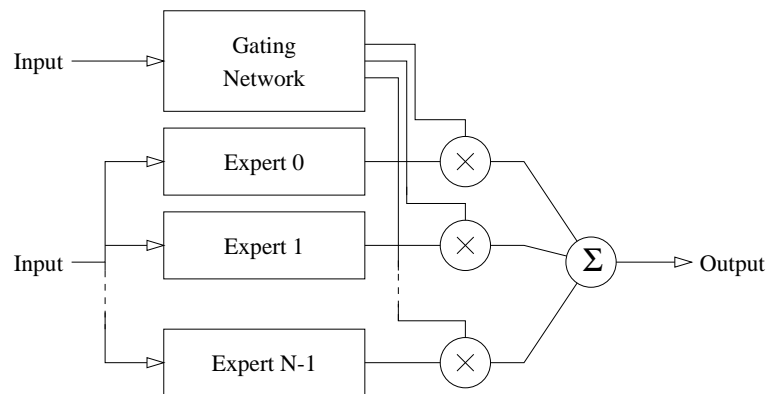 Input
Gating
Network
Expert 0
×
Expert 1
×
Input
Σ
Output
Expert N-1
×